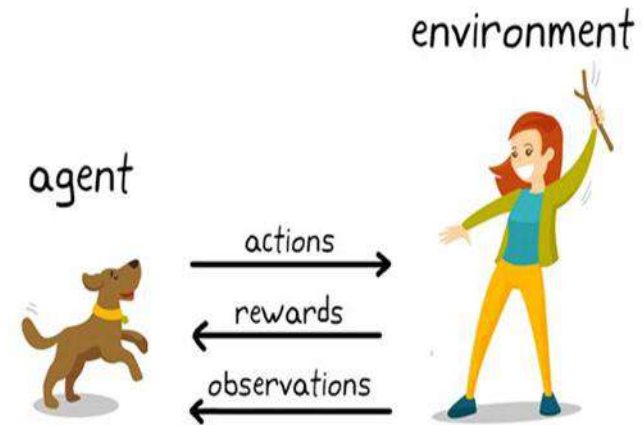 environment
agent
actions
rewards
observations